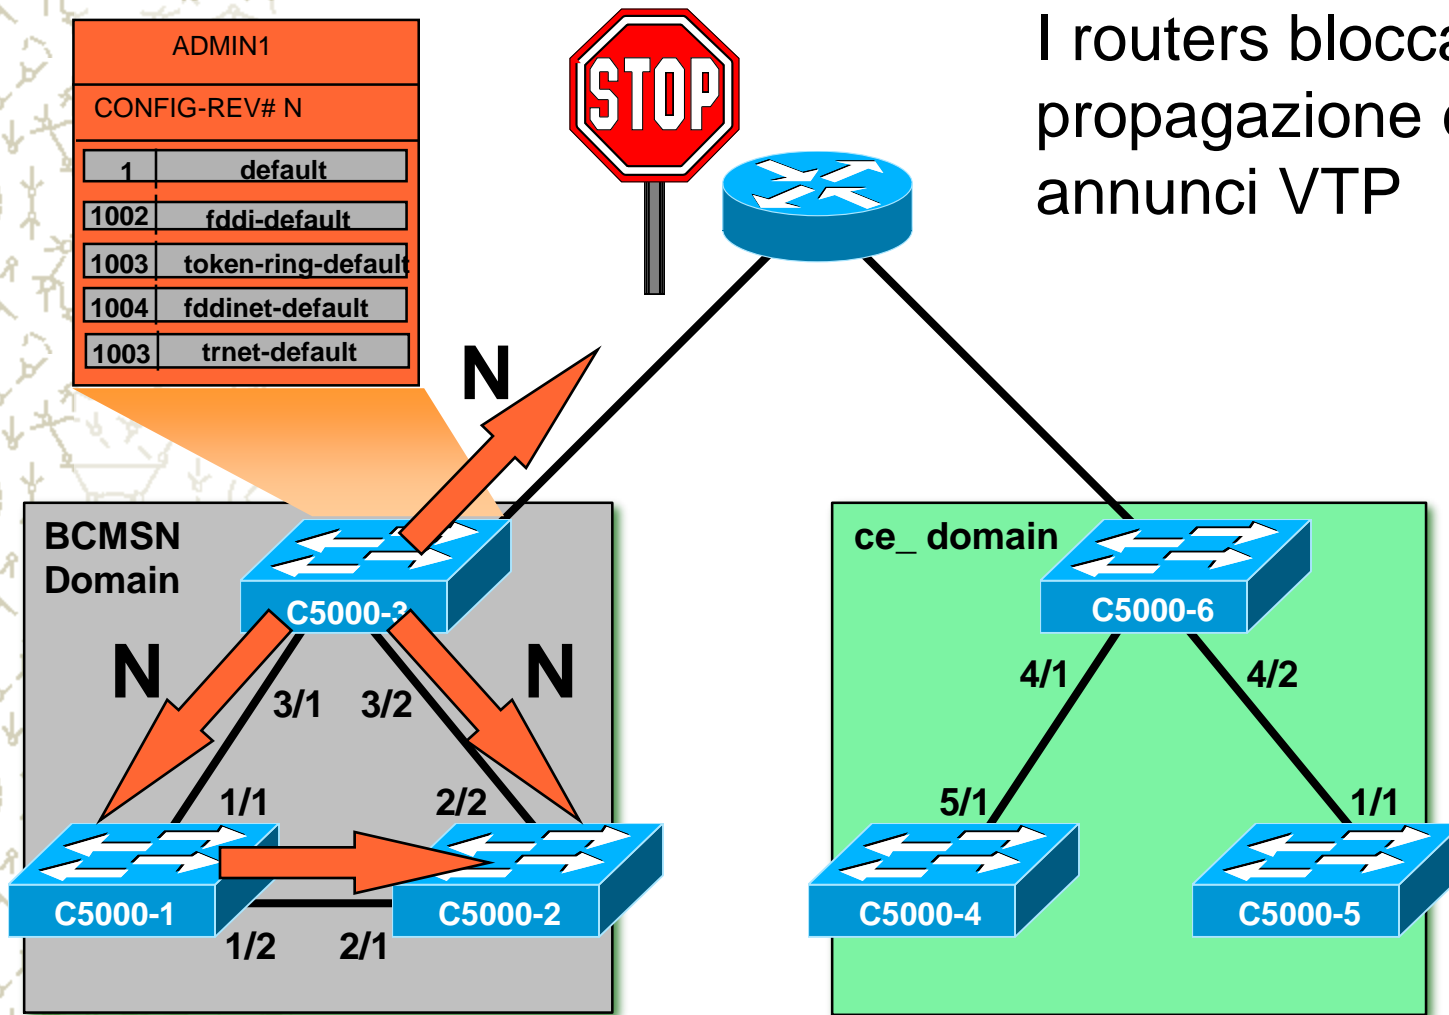 ADMIN1
CONFIG-REV# N
1 default
1002 fddi-default
1003 token-ring-default
1004 fddinet-default
1003 trnet-default
STOP
I routers
propagazione
annunci VTP
N
BCMSN
Domain
C5000-3
N
N
3/1 3/2
1/1 2/2
C5000-1
C5000-2
1/2 2/1
ce_ domain
C5000-6
4/1 4/2
5/1 1/1
C5000-4
C5000-5